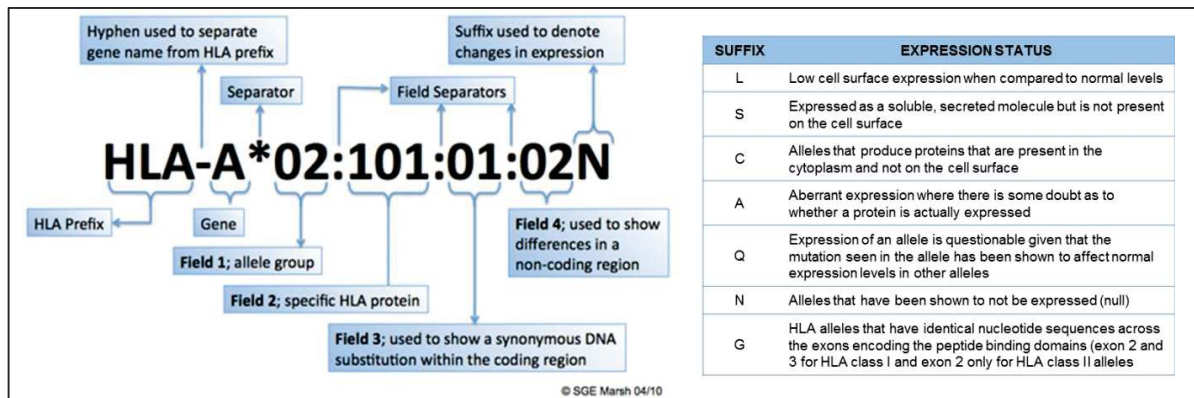 Hyphen used to separate
gene name from HLA prefix
Suffix used to denote
changes in expression
Separator
Field Separators
HLA-A*02:101:01:02N
HLA Prefix
Gene
Field 1; allele group
Field 2; specific HLA protein
Field 3; used to show a synonymous DNA
substitution within the coding region
Field 4; used to show
differences in a
non-coding region
© SGE Marsh 04/10
SUFFIX EXPRESSION STATUS
L Low cell surface expression when compared to normal levels
S Expressed as a soluble, secreted molecule but is not present
on the cell surface
C Alleles that produce proteins that are present in the
cytoplasm and not on the cell surface
A Aberrant expression where there is some doubt as to
whether a protein is actually expressed
Q Expression of an allele is questionable given that the
mutation seen in the allele has been shown to affect normal
expression levels in other alleles
N Alleles that have been shown to not be expressed (null)
G HLA alleles that have identical nucleotide sequences across
the exons encoding the peptide binding domains (exon 2 and
3 for HLA class I and exon 2 only for HLA class II alleles